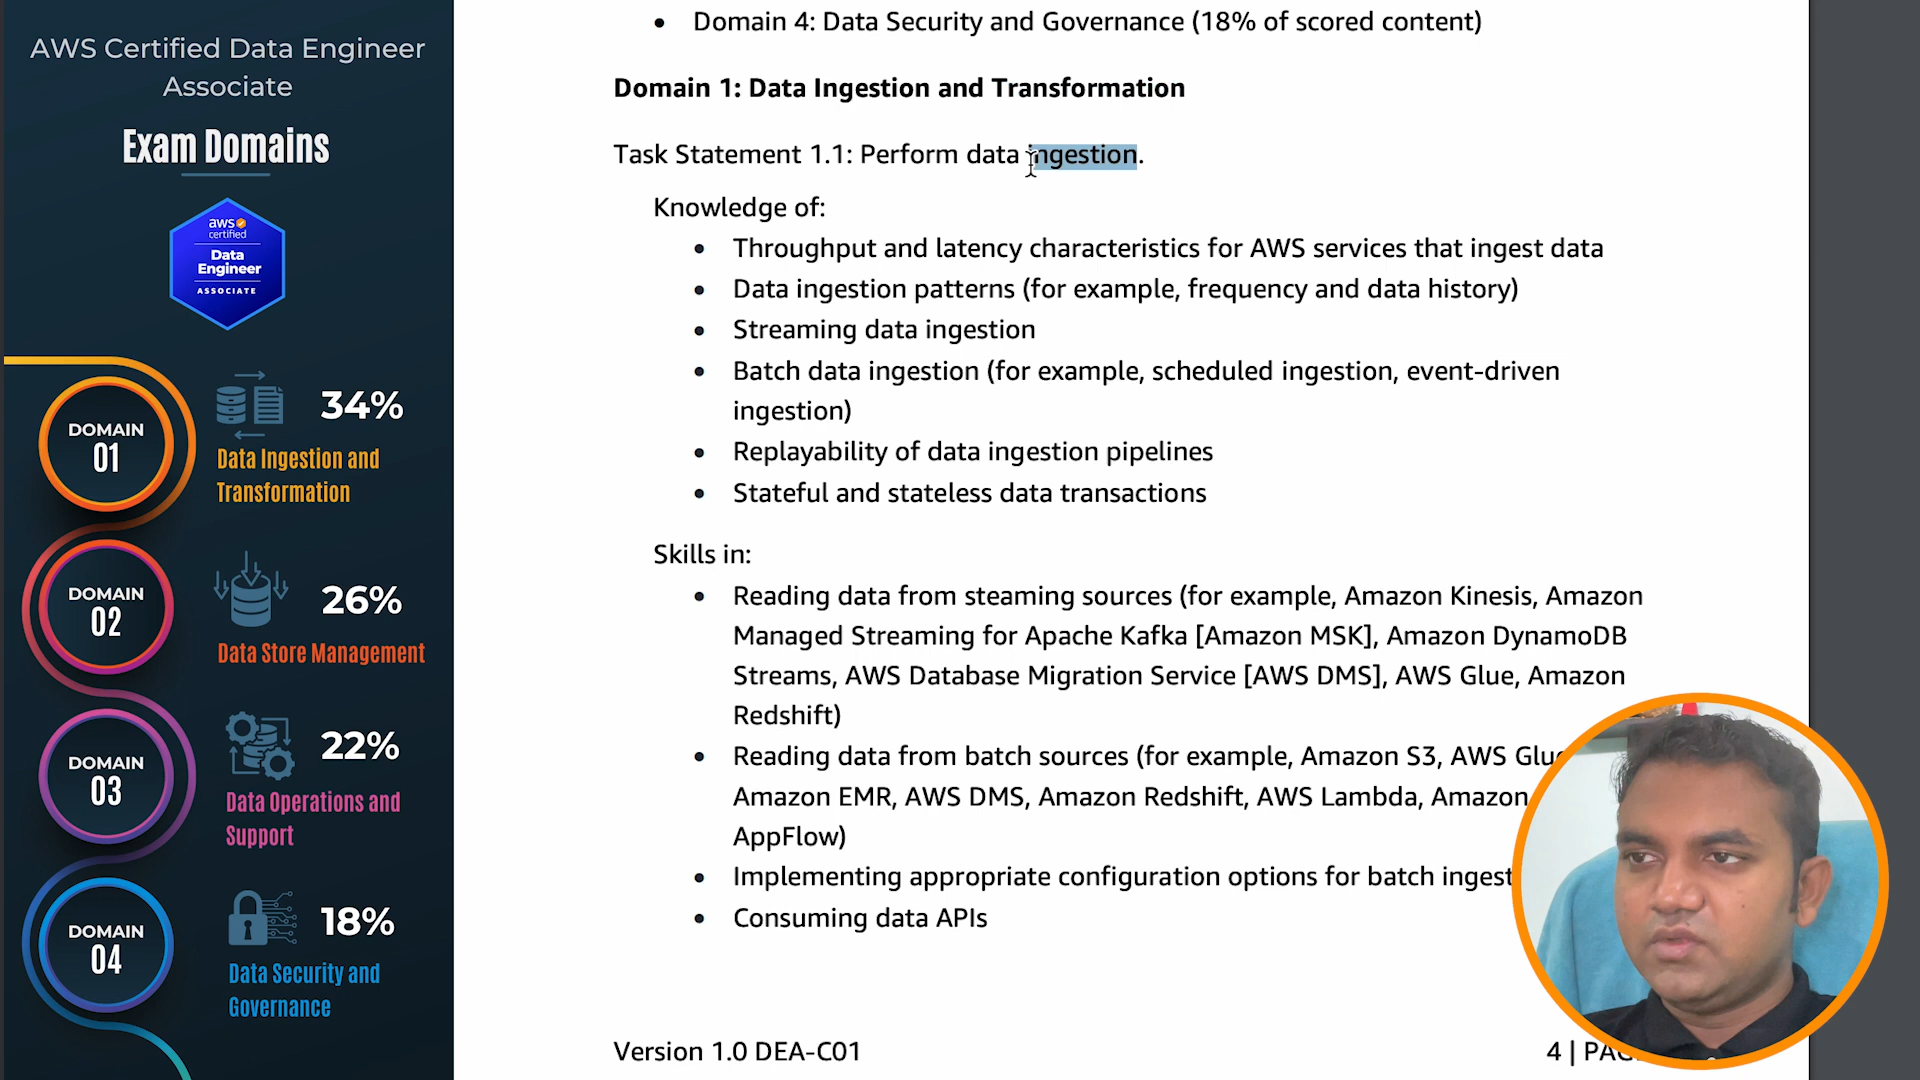 AWS Certified Data Engineer
Associate
Exam Domains
aws
certified
Data
Engineer
ASSOCIATE
DOMAIN
01
34%
Data Ingestion and
Transformation
DOMAIN
02
26%
Data Store Management
DOMAIN
03
22%
Data Operations and
Support
DOMAIN
04
18%
Data Security and
Governance
• Domain 4: Data Security and Governance (18% of scored content)
Domain 1: Data Ingestion and Transformation
Task Statement 1.1: Perform data ingestion.
Knowledge of:
• Throughput and latency characteristics for AWS services that ingest data
• Data ingestion patterns (for example, frequency and data history)
• Streaming data ingestion
• Batch data ingestion (for example, scheduled ingestion, event-driven
ingestion)
• Replayability of data ingestion pipelines
• Stateful and stateless data transactions
Skills in:
• Reading data from steaming sources (for example, Amazon Kinesis, Amazon
Managed Streaming for Apache Kafka [Amazon MSK], Amazon DynamoDB
Streams, AWS Database Migration Service [AWS DMS], AWS Glue, Amazon
Redshift)
• Reading data from batch sources (for example, Amazon S3, AWS
Amazon EMR, AWS DMS, Amazon Redshift, AWS Lambda, Amazon
AppFlow)
• Implementing appropriate configuration options for batch
• Consuming data APIs
Version 1.0 DEA-C01
4 |